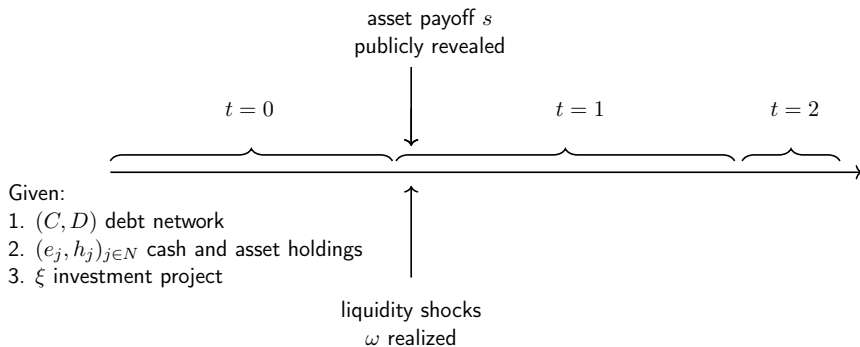 asset payoff s
publicly revealed
t = 0
t = 1
t = 2
Given:
1. (C, D) debt network
2. (e_j, h_j)_{j∈N} cash and asset holdings
3. ξ investment project
liquidity shocks
ω realized